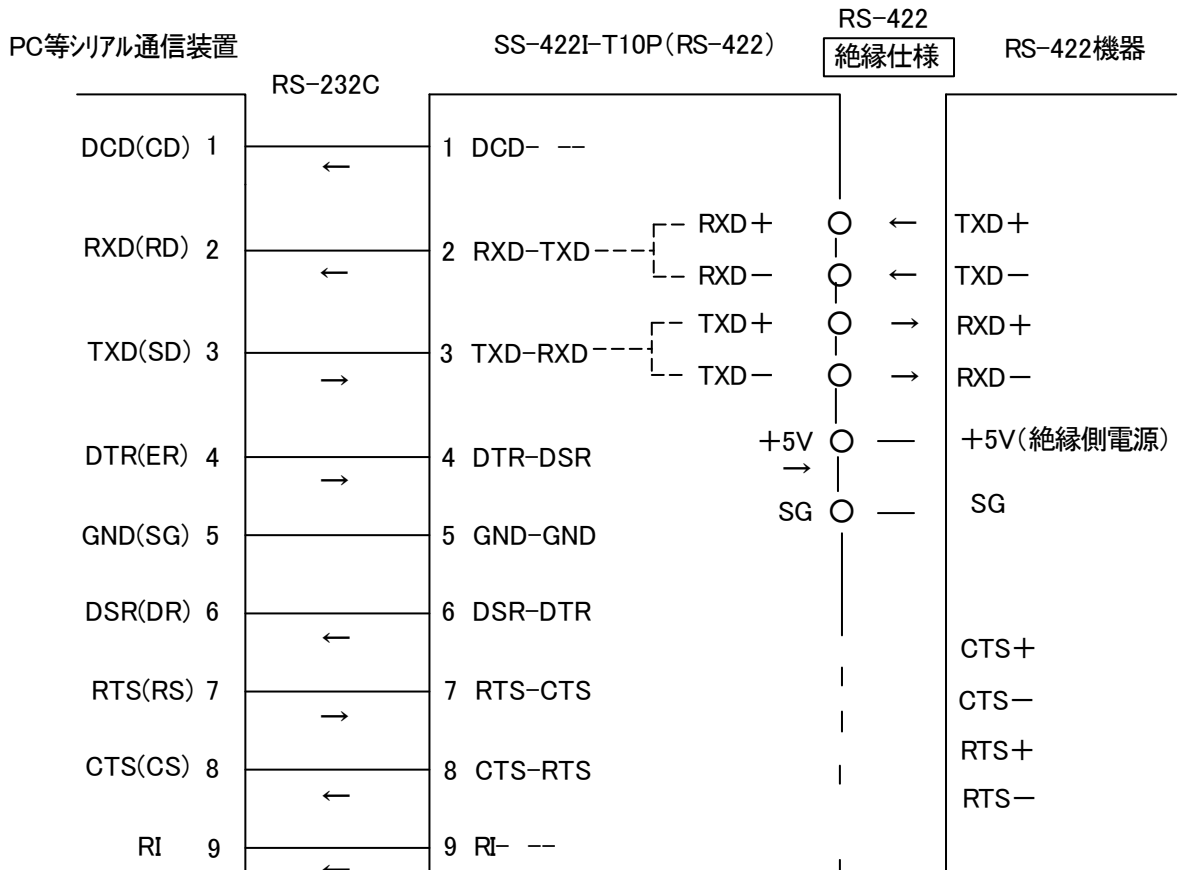 PC等シリアル通信装置
RS-232C
SS-422I-T10P(RS-422)
RS-422
絶縁仕様
RS-422機器
DCD(CD) 1
←
1 DCD- --
RXD(RD) 2
←
2 RXD-TXD
RXD+
←
TXD+
RXD-
←
TXD-
TXD(SD) 3
→
3 TXD-RXD
TXD+
→
RXD+
TXD-
→
RXD-
DTR(ER) 4
→
4 DTR-DSR
+5V
→
+5V(絶縁側電源)
SG
SG
GND(SG) 5
5 GND-GND
DSR(DR) 6
←
6 DSR-DTR
CTS+
RTS(RS) 7
→
7 RTS-CTS
CTS-
RTS+
CTS(CS) 8
←
8 CTS-RTS
RTS-
RI 9
←
9 RI- --